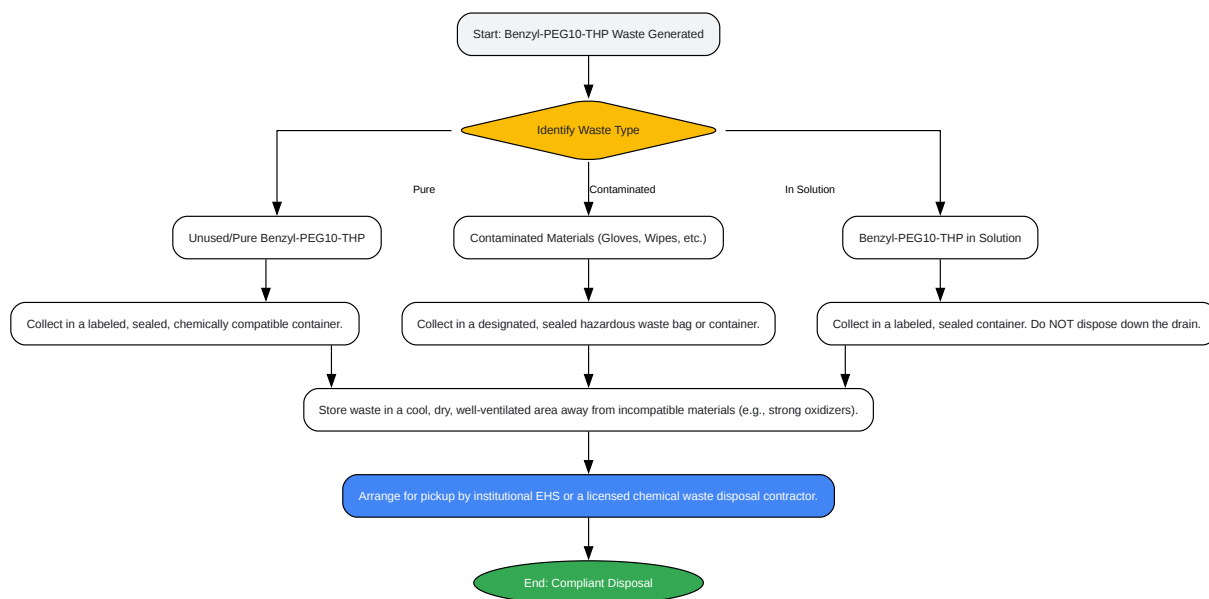 Start: Benzyl-PEG10-THP Waste Generated
Identify Waste Type
Pure
Contaminated
In Solution
Unused/Pure Benzyl-PEG10-THP
Contaminated Materials (Gloves, Wipes, etc.)
Benzyl-PEG10-THP in Solution
Collect in a labeled, sealed, chemically compatible container.
Collect in a designated, sealed hazardous waste bag or container.
Collect in a labeled, sealed container. Do NOT dispose down the drain.
Store waste in a cool, dry, well-ventilated area away from incompatible materials (e.g., strong oxidizers).
Arrange for pickup by institutional EHS or a licensed chemical waste disposal contractor.
End: Compliant Disposal